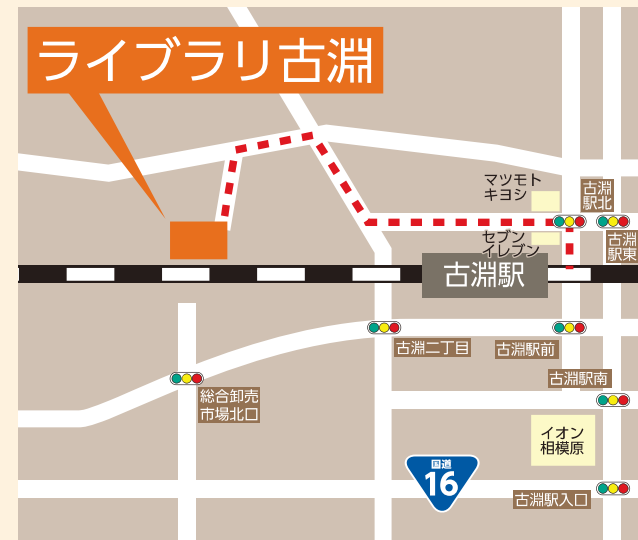 ライブラリ古淵
マツモト
キヨシ
古淵
駅北
セブン
イレブン
古淵
駅東
古淵駅
古淵二丁目
古淵駅前
古淵駅南
総合卸売
市場北口
イオン
相模原
国道
16
古淵駅入口